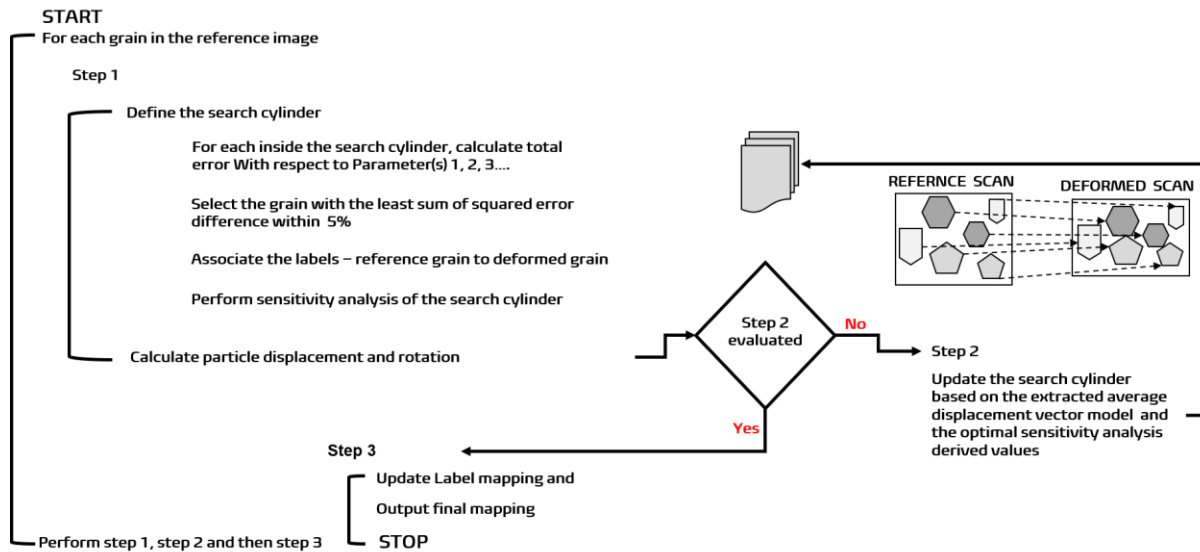 START
For each grain in the reference image
Step 1
Define the search cylinder
For each inside the search cylinder, calculate total
error With respect to Parameter(s) 1, 2, 3....
Select the grain with the least sum of squared error
difference within 5%
Associate the labels – reference grain to deformed grain
Perform sensitivity analysis of the search cylinder
Calculate particle displacement and rotation
REFERNCE SCAN
DEFORMED SCAN
Step 2
evaluated
No
Yes
Step 2
Update the search cylinder
based on the extracted average
displacement vector model and
the optimal sensitivity analysis
derived values
Step 3
Update Label mapping and
Output final mapping
STOP
Perform step 1, step 2 and then step 3